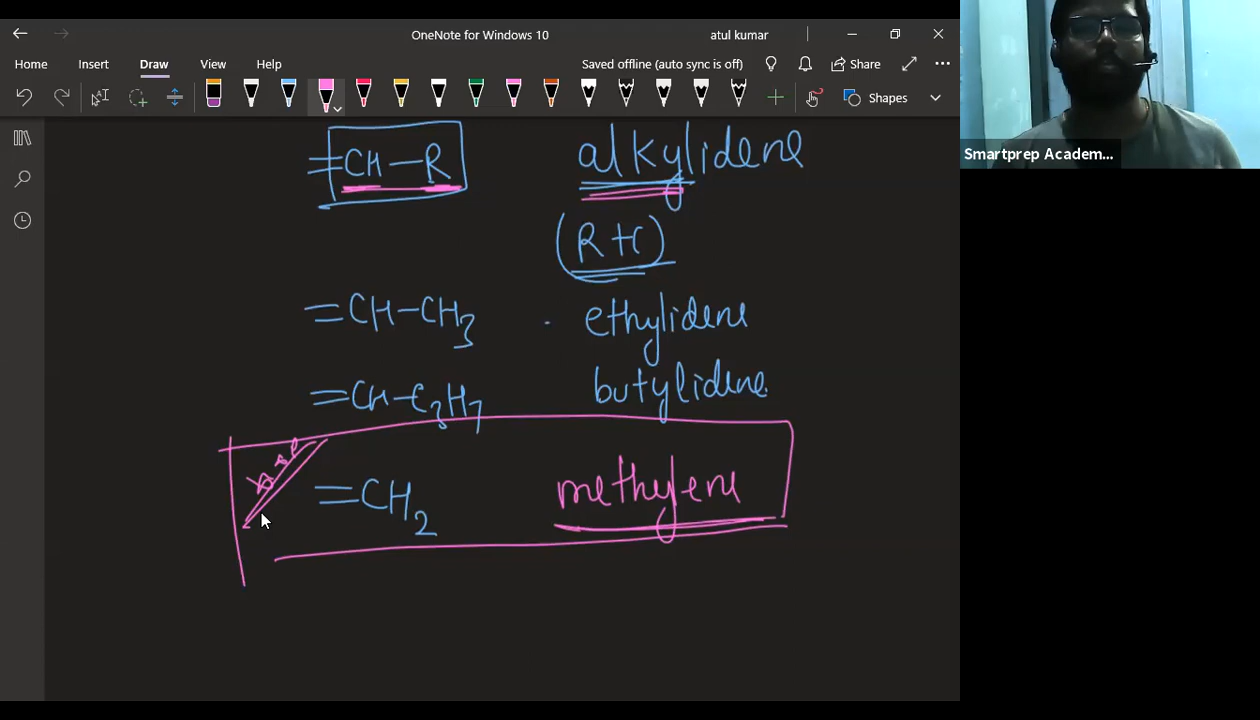 OneNote for Windows 10
atul kumar
Home Insert Draw View Help
Saved offline (auto sync is off)
Share
Shapes
Smartprep Academ...
=CH—R alkylidene
(R+C)
=CH—CH3 ethylidene
=CH—C3H7 butylidene
=CH2 methylene